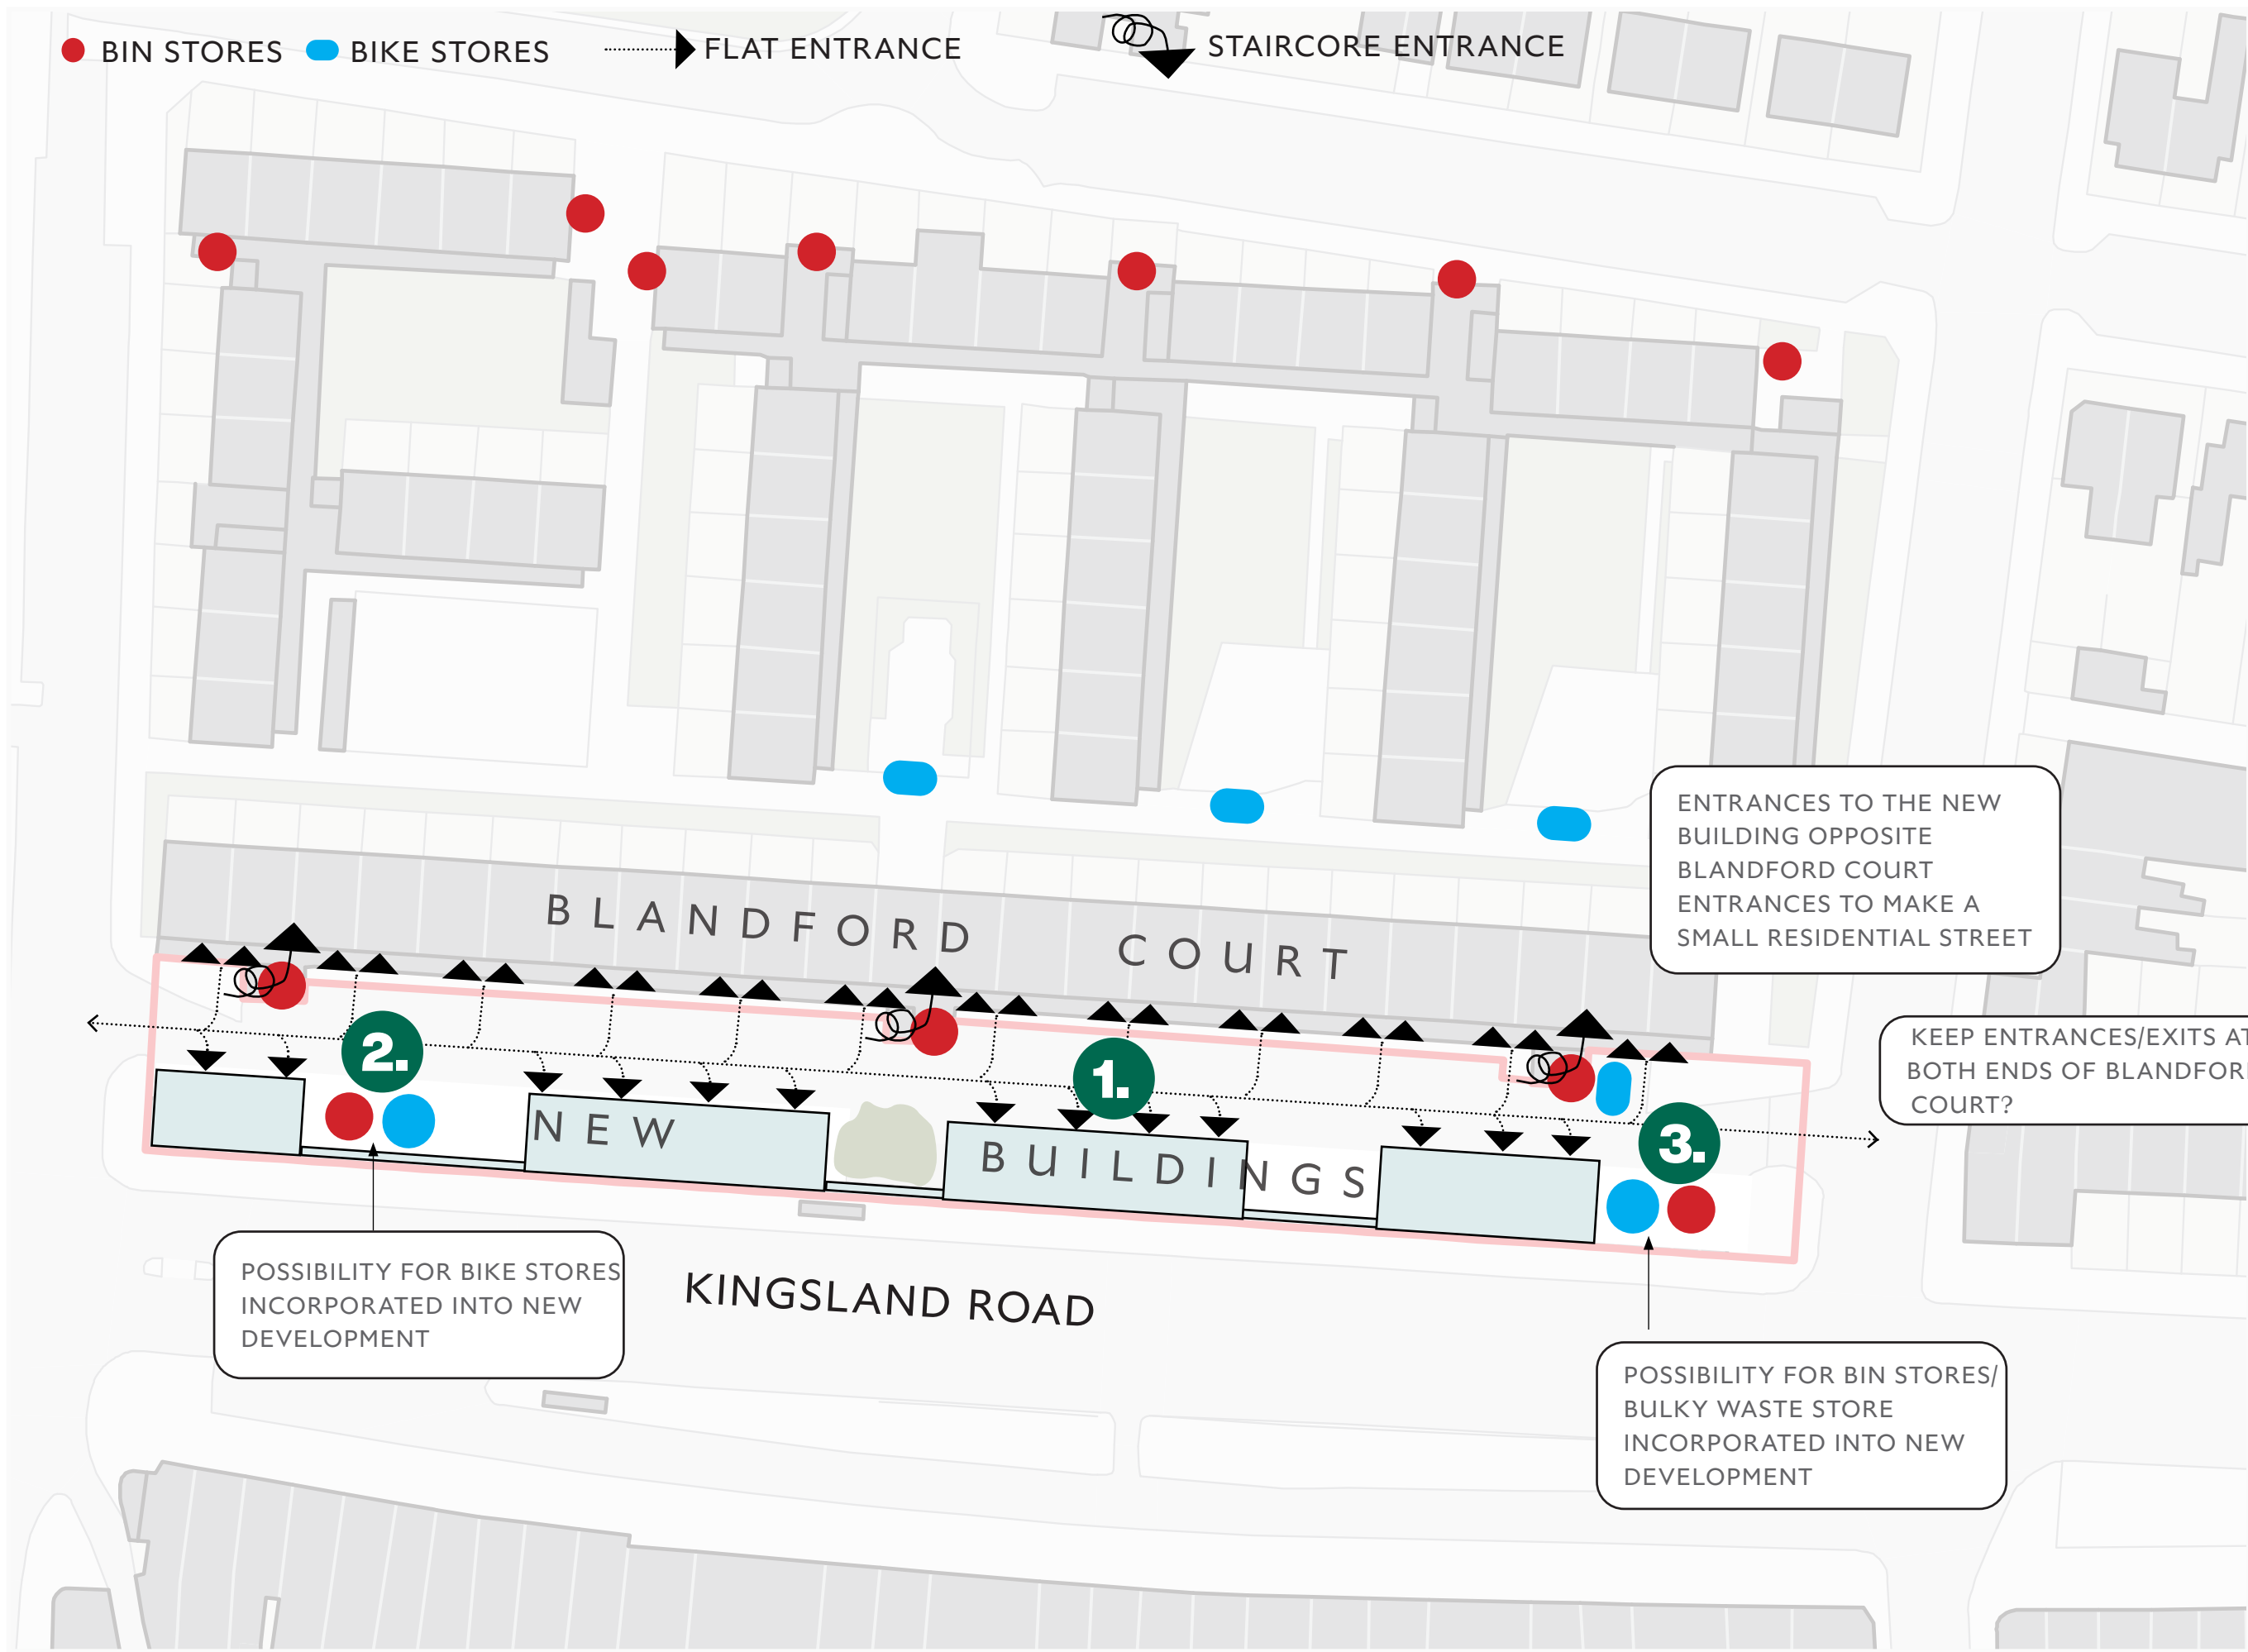 BIN STORES
BIKE STORES
FLAT ENTRANCE
STAIRCORE ENTRANCE
ENTRANCES TO THE NEW
BUILDING OPPOSITE
BLANDFORD COURT
ENTRANCES TO MAKE A
SMALL RESIDENTIAL STREET
BLANDFORD COURT
KEEP ENTRANCES/EXITS AT
BOTH ENDS OF BLANDFOR
COURT?
2.
1.
3.
NEW BUILDINGS
POSSIBILITY FOR BIKE STORES
INCORPORATED INTO NEW
DEVELOPMENT
KINGSLAND ROAD
POSSIBILITY FOR BIN STORES/
BULKY WASTE STORE
INCORPORATED INTO NEW
DEVELOPMENT